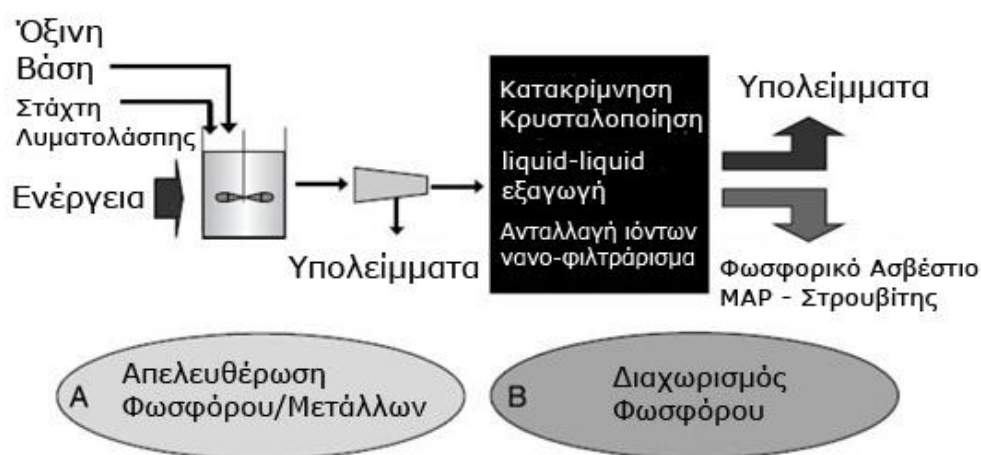 Όξινη
Βάση
Στάχτη
Λυματολάσπης
Ενέργεια
Υπολείμματα
Κατακρίμνηση
Κρυσταλοποίηση
liquid-liquid
εξαγωγή
Ανταλλαγή ιόντων
νανο-φιλτράρισμα
Υπολείμματα
Φωσφορικό Ασβέστιο
MAP - Στρουβίτης
A
Απελευθέρωση
Φωσφόρου/Μετάλλων
B
Διαχωρισμός
Φωσφόρου